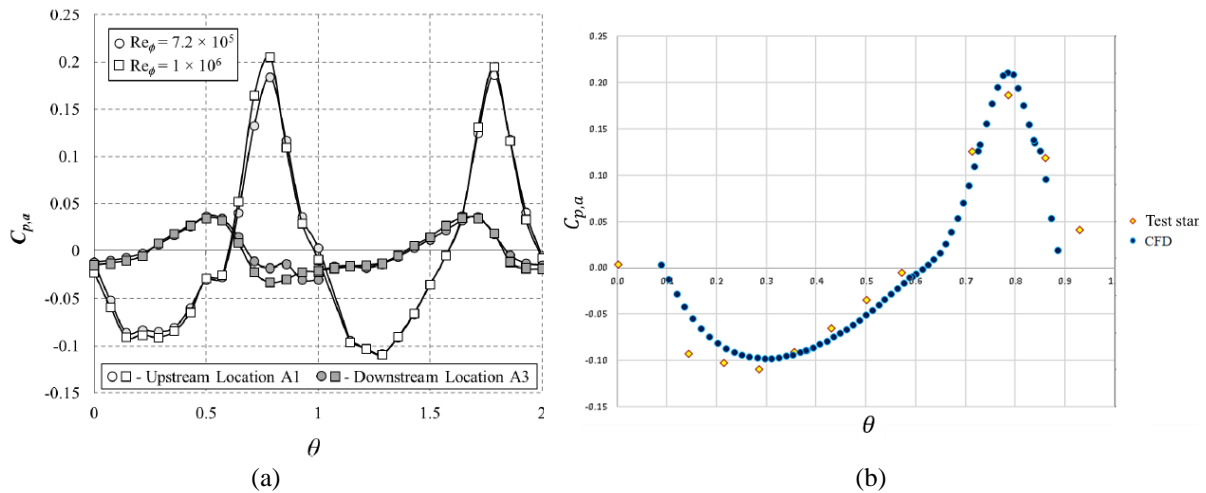 0.25
0.2
0.15
0.1
0.05
0
-0.05
-0.1
-0.15
0 0.5 1 1.5 2
C_{p,a}
θ
Re_ϕ = 7.2 × 10^5
Re_ϕ = 1 × 10^6
- Upstream Location A1 - Downstream Location A3
(a)
0.25
0.20
0.15
0.10
0.05
0.00
-0.05
-0.10
-0.15
0 0.1 0.2 0.3 0.4 0.5 0.6 0.7 0.8 0.9 1
C_{p,a}
θ
Test stan
CFD
(b)